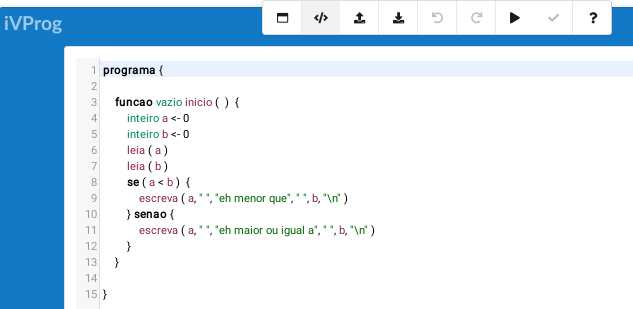 iVProg
</> ?
1 programa {
2
3 funcao vazio inicio ( ) {
4 inteiro a <- 0
5 inteiro b <- 0
6 leia ( a )
7 leia ( b )
8 se ( a < b ) {
9 escreva ( a, " ", "eh menor que", " ", b, "\n" )
10 } senao {
11 escreva ( a, " ", "eh maior ou igual a", " ", b, "\n" )
12 }
13 }
14
15 }